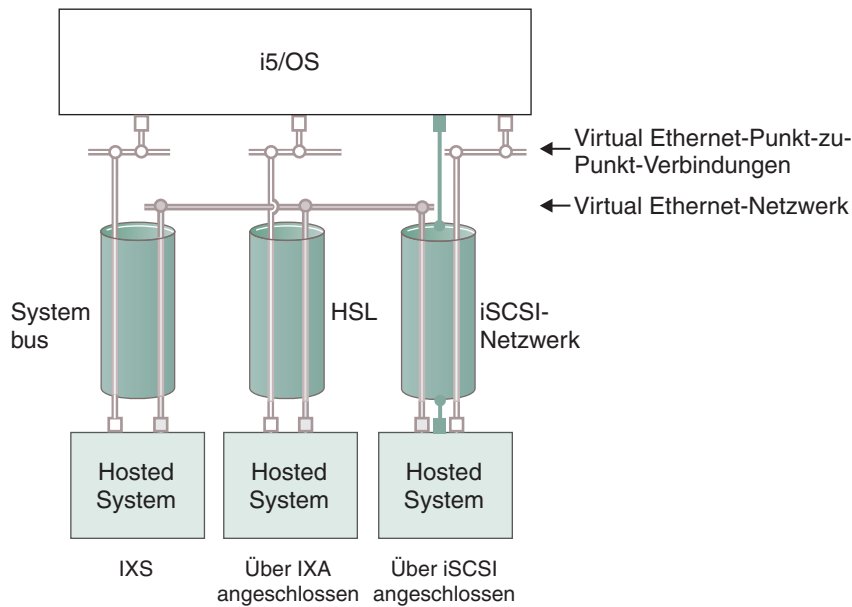 i5/OS
Virtual Ethernet-Punkt-zu-
Punkt-Verbindungen
Virtual Ethernet-Netzwerk
System
bus
HSL
iSCSI-
Netzwerk
Hosted
System
Hosted
System
Hosted
System
IXS
Über IXA
angeschlossen
Über iSCSI
angeschlossen